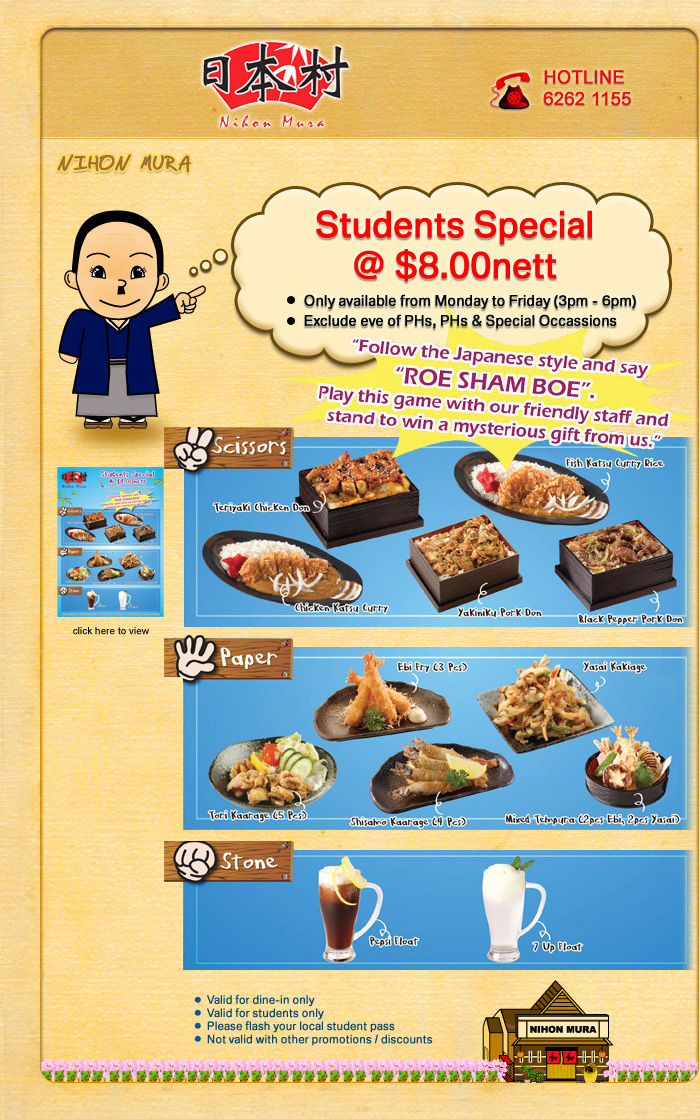 日本村
Nihon Mura
HOTLINE
6262 1155
NIHON MURA
Students Special
@ $8.00nett
● Only available from Monday to Friday (3pm - 6pm)
● Exclude eve of PHs, PHs & Special Occassions
"Follow the Japanese style and say
"ROE SHAM BOE".
Play this game with our friendly staff and
stand to win a mysterious gift from us."
Scissors
Teriyaki Chicken Don
Fish Katsu Curry Rice
Chicken Katsu Curry
Yakiniku Pork Don
Black Pepper Pork Don
Students Special
@ $8.00nett
click here to view
Paper
Ebi Fry (3 Pcs)
Yasai Kakiage
Tori Kaarage (5 Pcs)
Shisamo Kaarage (4 Pcs)
Mixed Tempura (2pcs Ebi, 2pcs Yasai)
Stone
Pepsi Float
7 Up Float
● Valid for dine-in only
● Valid for students only
● Please flash your local student pass
● Not valid with other promotions / discounts
NIHON MURA